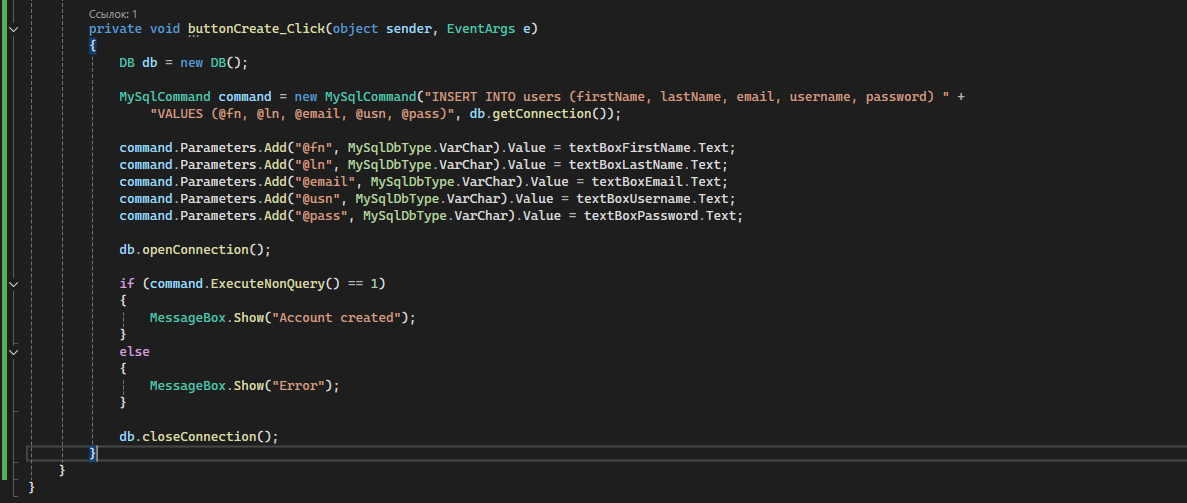 Ссылок: 1
private void buttonCreate_Click(object sender, EventArgs e)
{
DB db = new DB();
MySqlCommand command = new MySqlCommand("INSERT INTO users (firstName, lastName, email, username, password) " +
"VALUES (@fn, @ln, @email, @usn, @pass)", db.getConnection());
command.Parameters.Add("@fn", MySqlDbType.VarChar).Value = textBoxFirstName.Text;
command.Parameters.Add("@ln", MySqlDbType.VarChar).Value = textBoxLastName.Text;
command.Parameters.Add("@email", MySqlDbType.VarChar).Value = textBoxEmail.Text;
command.Parameters.Add("@usn", MySqlDbType.VarChar).Value = textBoxUsername.Text;
command.Parameters.Add("@pass", MySqlDbType.VarChar).Value = textBoxPassword.Text;
db.openConnection();
if (command.ExecuteNonQuery() == 1)
{
MessageBox.Show("Account created");
}
else
{
MessageBox.Show("Error");
}
db.closeConnection();
}
}
}